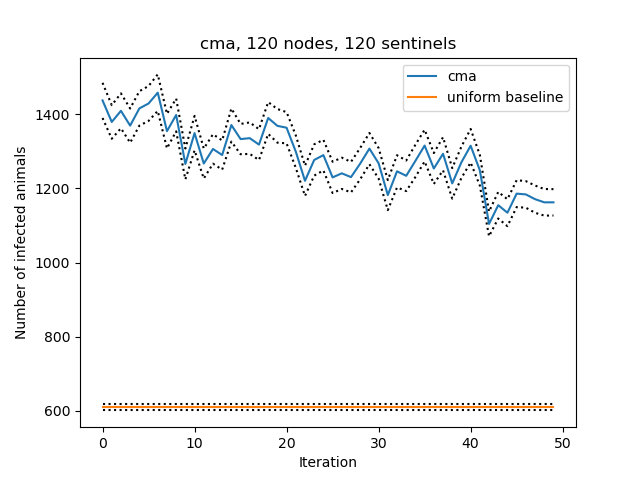 cma, 120 nodes, 120 sentinels
cma
uniform baseline
Number of infected animals
1400
1200
1000
800
600
0 10 20 30 40 50
Iteration